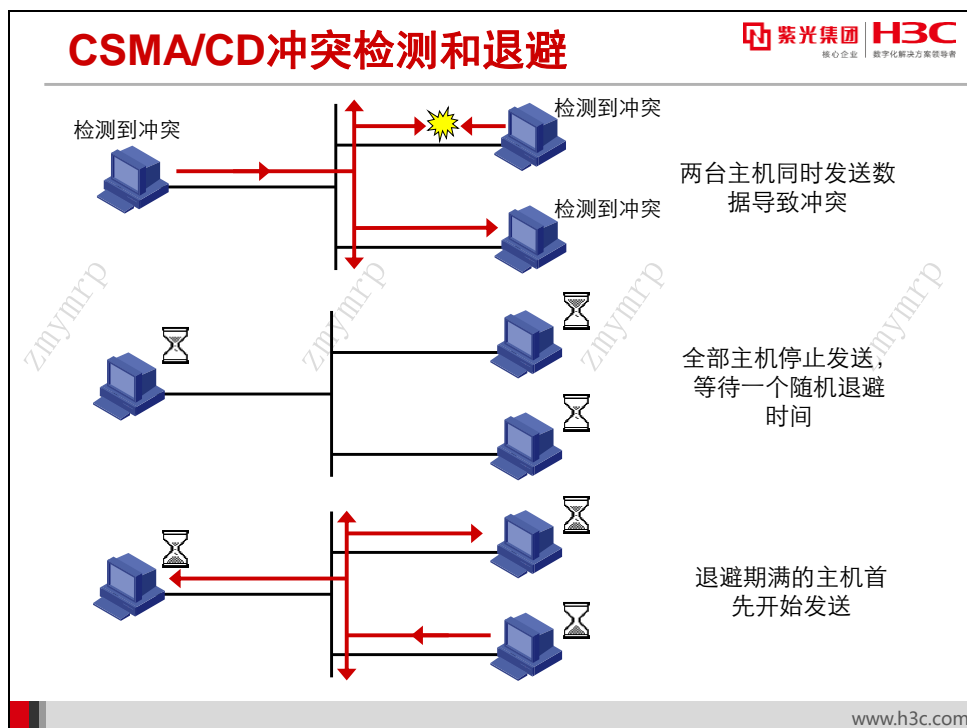 CSMA/CD冲突检测和退避
紫光集团
核心企业
H3C
数字化解决方案领导者
检测到冲突
检测到冲突
检测到冲突
两台主机同时发送数
据导致冲突
zmymrp
zmymrp
zmymrp
zmymrp
全部主机停止发送，
等待一个随机退避
时间
退避期满的主机首
先开始发送
www.h3c.com